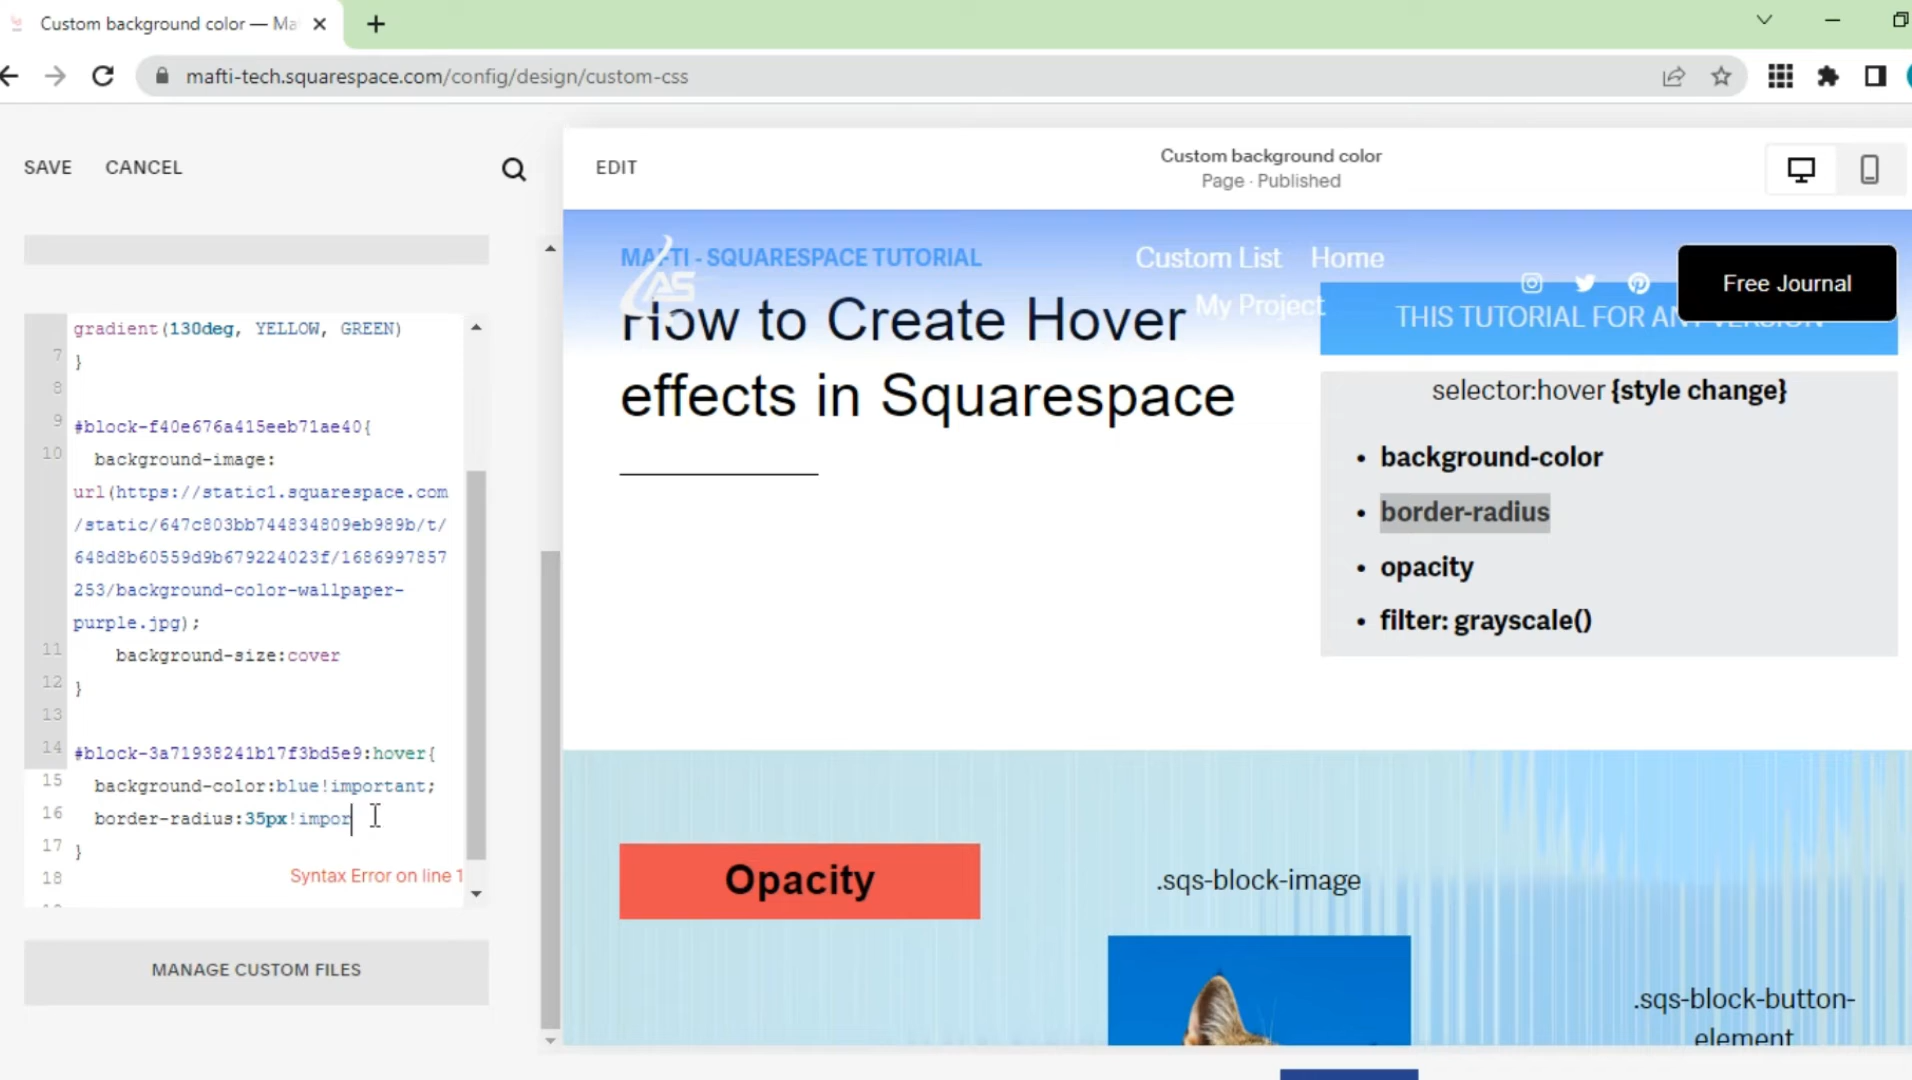 Custom background color — Ma
mafti-tech.squarespace.com/config/design/custom-css
SAVE CANCEL
EDIT
Custom background color
Page · Published
gradient(130deg, YELLOW, GREEN)
7 }
8
9 #block-f40e676a415eeb71ae40{
10 background-image:
url(https://static1.squarespace.com
/static/647c803bb744834809eb989b/t/
648d8b60559d9b679224023f/1686997857
253/background-color-wallpaper-
purple.jpg);
11 background-size:cover
12 }
13
14 #block-3a71938241b17f3bd5e9:hover{
15 background-color:blue!important;
16 border-radius:35px!impor
17 }
18
Syntax Error on line 1
MANAGE CUSTOM FILES
MAFTI - SQUARESPACE TUTORIAL
AS
Custom List Home
My Project
Free Journal
How to Create Hover
effects in Squarespace
THIS TUTORIAL FOR ANY VERSION
selector:hover {style change}
• background-color
• border-radius
• opacity
• filter: grayscale()
Opacity
.sqs-block-image
.sqs-block-button-
element